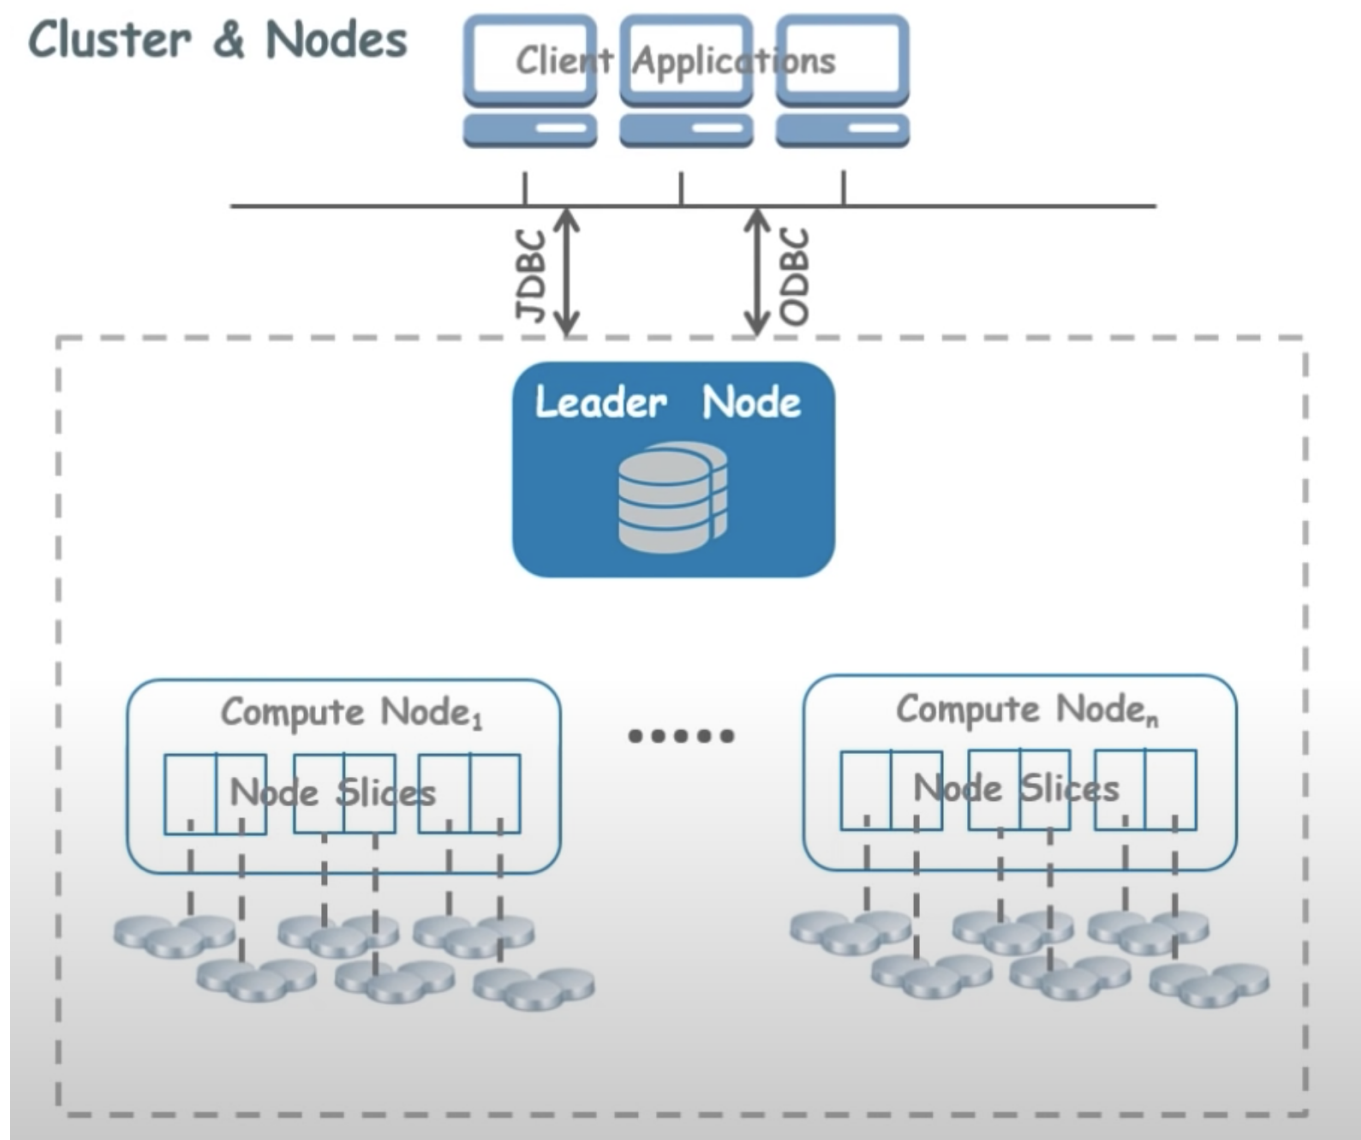 Cluster & Nodes
Client Applications
JDBC
ODBC
Leader Node
Compute Node1
Compute Noden
Node Slices
Node Slices